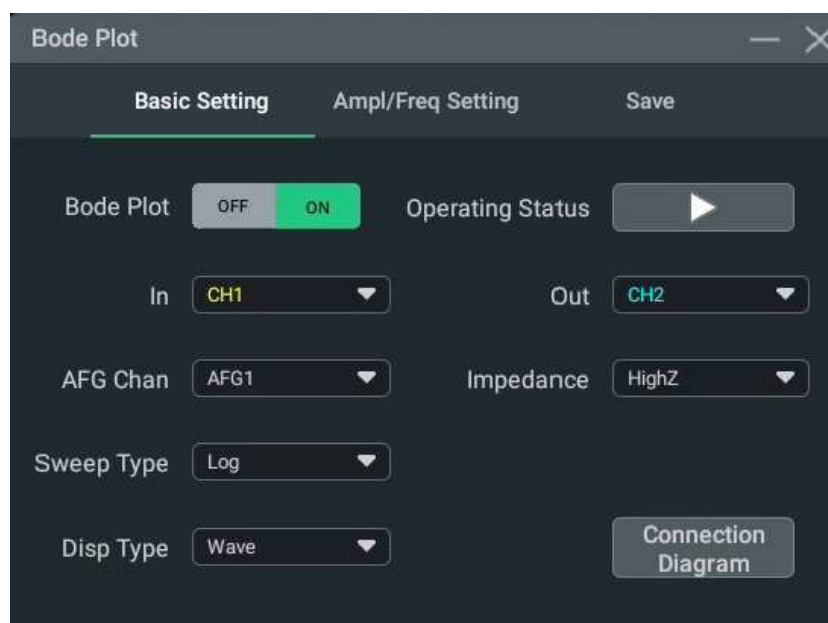 Bode Plot
Basic Setting Ampl/Freq Setting Save
Bode Plot OFF ON Operating Status
In CH1 Out CH2
AFG Chan AFG1 Impedance HighZ
Sweep Type Log
Disp Type Wave Connection
Diagram